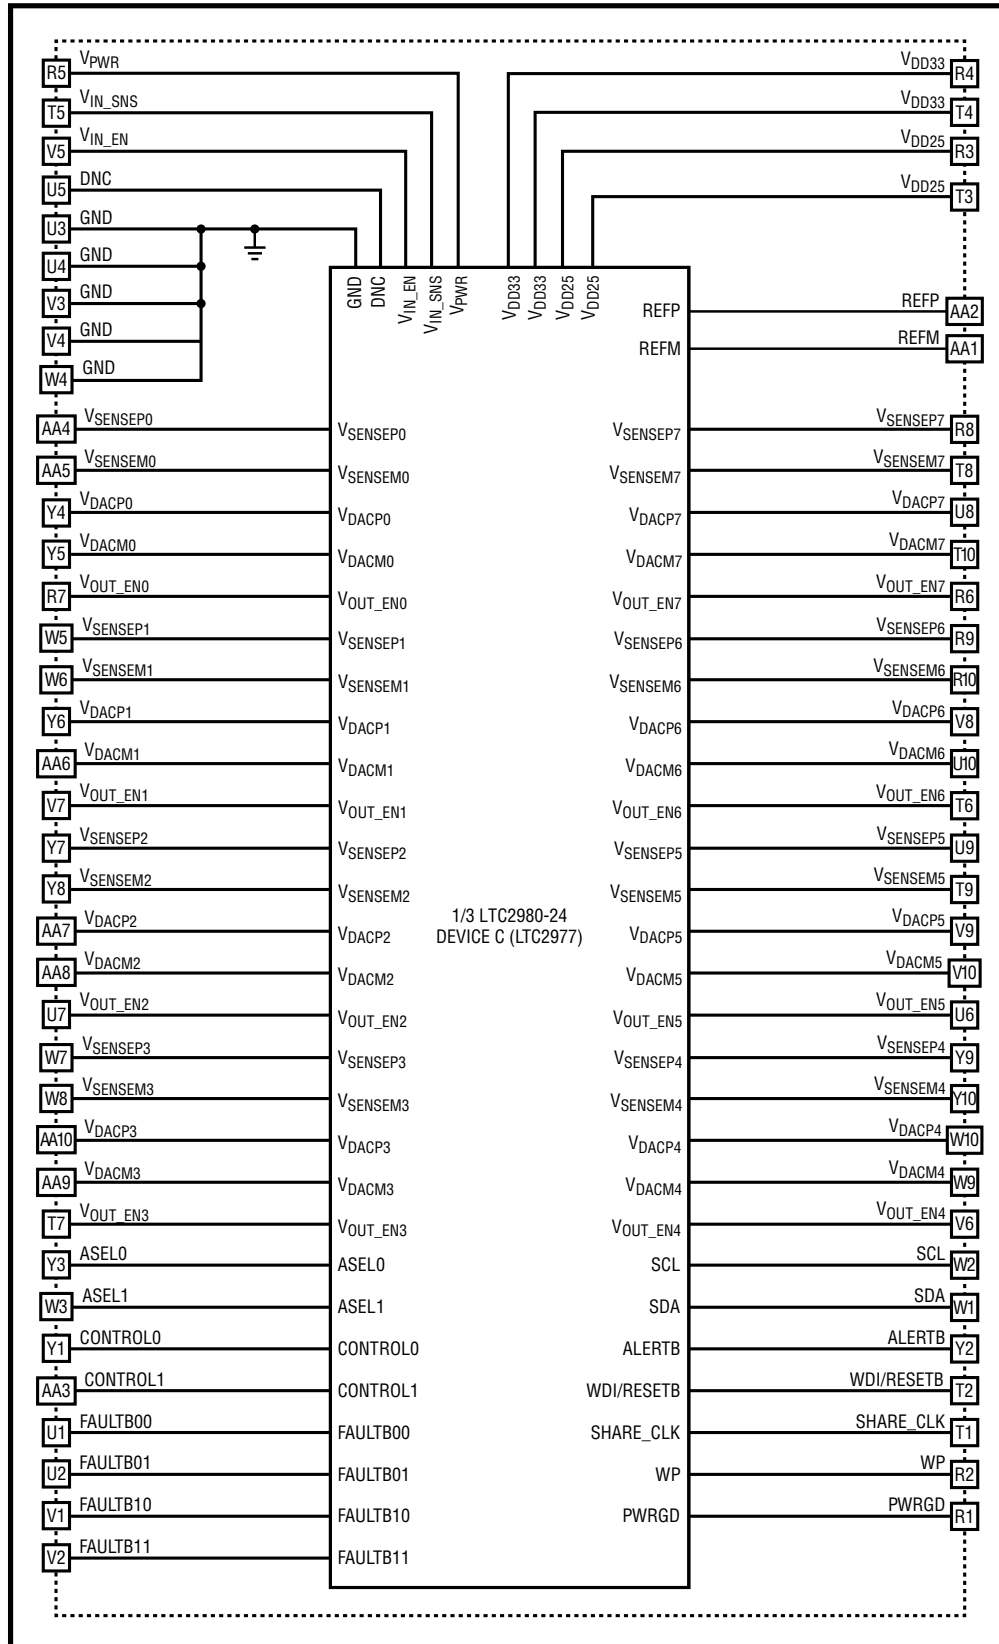 R5 VPWR
T5 VIN_SNS
V5 VIN_EN
U5 DNC
U3 GND
U4 GND
V3 GND
V4 GND
W4 GND
VDD33 R4
VDD33 T4
VDD25 R3
VDD25 T3
GND
DNC
VIN_EN
VIN_SNS
VPWR
VDD33
VDD33
VDD25
VDD25
REFP REFP AA2
REFM REFM AA1
AA4 VSENSEP0 VSENSEP0 VSENSEP7 VSENSEP7 R8
AA5 VSENSEM0 VSENSEM0 VSENSEM7 VSENSEM7 T8
Y4 VDACP0 VDACP0 VDACP7 VDACP7 U8
Y5 VDACM0 VDACM0 VDACM7 VDACM7 T10
R7 VOUT_EN0 VOUT_EN0 VOUT_EN7 VOUT_EN7 R6
W5 VSENSEP1 VSENSEP1 VSENSEP6 VSENSEP6 R9
W6 VSENSEM1 VSENSEM1 VSENSEM6 VSENSEM6 R10
Y6 VDACP1 VDACP1 VDACP6 VDACP6 V8
AA6 VDACM1 VDACM1 VDACM6 VDACM6 U10
V7 VOUT_EN1 VOUT_EN1 VOUT_EN6 VOUT_EN6 T6
Y7 VSENSEP2 VSENSEP2 VSENSEP5 VSENSEP5 U9
Y8 VSENSEM2 VSENSEM2 VSENSEM5 VSENSEM5 T9
1/3 LTC2980-24
DEVICE C (LTC2977)
AA7 VDACP2 VDACP2 VDACP5 VDACP5 V9
AA8 VDACM2 VDACM2 VDACM5 VDACM5 V10
U7 VOUT_EN2 VOUT_EN2 VOUT_EN5 VOUT_EN5 U6
W7 VSENSEP3 VSENSEP3 VSENSEP4 VSENSEP4 Y9
W8 VSENSEM3 VSENSEM3 VSENSEM4 VSENSEM4 Y10
AA10 VDACP3 VDACP3 VDACP4 VDACP4 W10
AA9 VDACM3 VDACM3 VDACM4 VDACM4 W9
T7 VOUT_EN3 VOUT_EN3 VOUT_EN4 VOUT_EN4 V6
Y3 ASEL0 ASEL0 SCL SCL W2
W3 ASEL1 ASEL1 SDA SDA W1
Y1 CONTROL0 CONTROL0 ALERTB ALERTB Y2
AA3 CONTROL1 CONTROL1 WDI/RESETB WDI/RESETB T2
U1 FAULTB00 FAULTB00 SHARE_CLK SHARE_CLK T1
U2 FAULTB01 FAULTB01 WP WP R2
V1 FAULTB10 FAULTB10 PWRGD PWRGD R1
V2 FAULTB11 FAULTB11